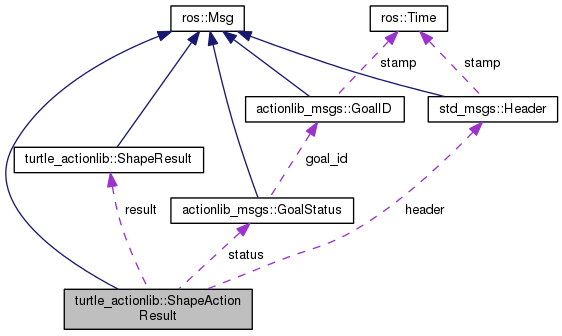 ros::Msg
ros::Time
stamp
stamp
actionlib_msgs::GoalID
std_msgs::Header
turtle_actionlib::ShapeResult
goal_id
result
actionlib_msgs::GoalStatus
header
status
turtle_actionlib::ShapeAction
Result